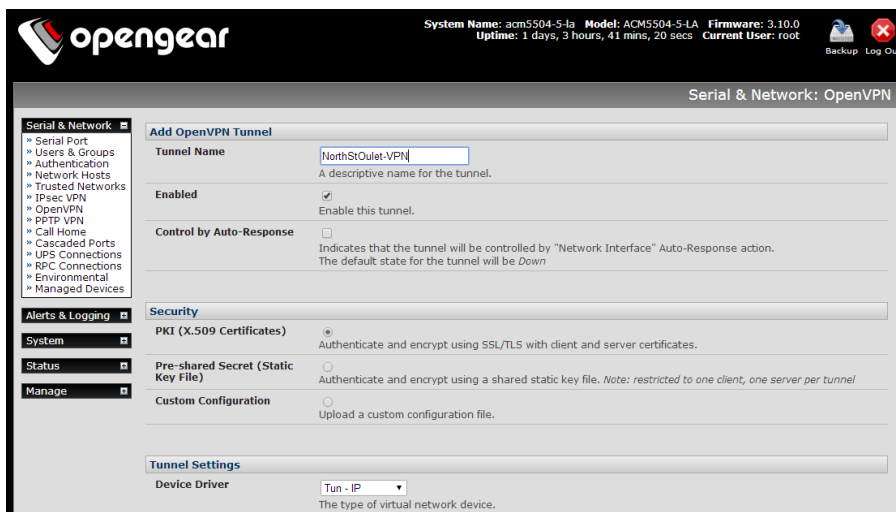 opengear
System Name: acm5504-5-la Model: ACM5504-5-LA Firmware: 3.10.0
Uptime: 1 days, 3 hours, 41 mins, 20 secs Current User: root
Backup Log Ou
Serial & Network: OpenVPN
Serial & Network
» Serial Port
» Users & Groups
» Authentication
» Network Hosts
» Trusted Networks
» IPsec VPN
» OpenVPN
» PPTP VPN
» Call Home
» Cascaded Ports
» UPS Connections
» RPC Connections
» Environmental
» Managed Devices
Alerts & Logging
System
Status
Manage
Add OpenVPN Tunnel
Tunnel Name
NorthStOulet-VPN
A descriptive name for the tunnel.
Enabled
Enable this tunnel.
Control by Auto-Response
Indicates that the tunnel will be controlled by "Network Interface" Auto-Response action.
The default state for the tunnel will be Down
Security
PKI (X.509 Certificates)
Authenticate and encrypt using SSL/TLS with client and server certificates.
Pre-shared Secret (Static
Key File)
Authenticate and encrypt using a shared static key file. Note: restricted to one client, one server per tunnel
Custom Configuration
Upload a custom configuration file.
Tunnel Settings
Device Driver
Tun - IP
The type of virtual network device.